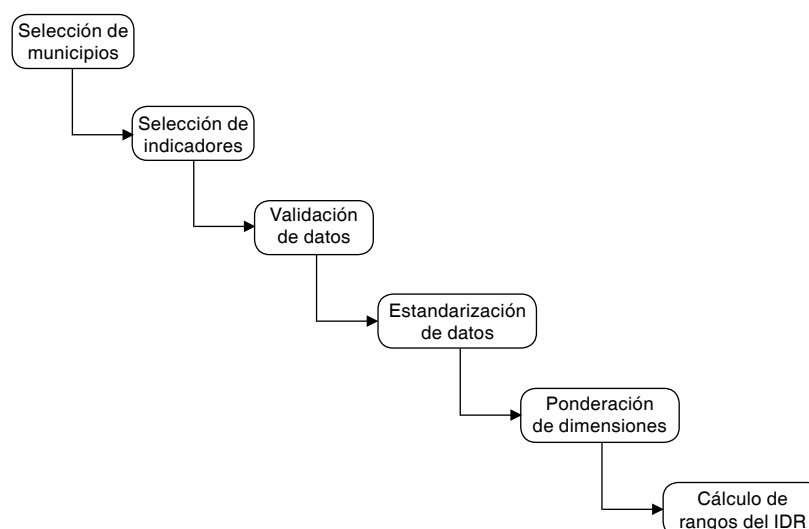 Selección de
municipios
Selección de
indicadores
Validación
de datos
Estandarización
de datos
Ponderación
de dimensiones
Cálculo de
rangos del IDR